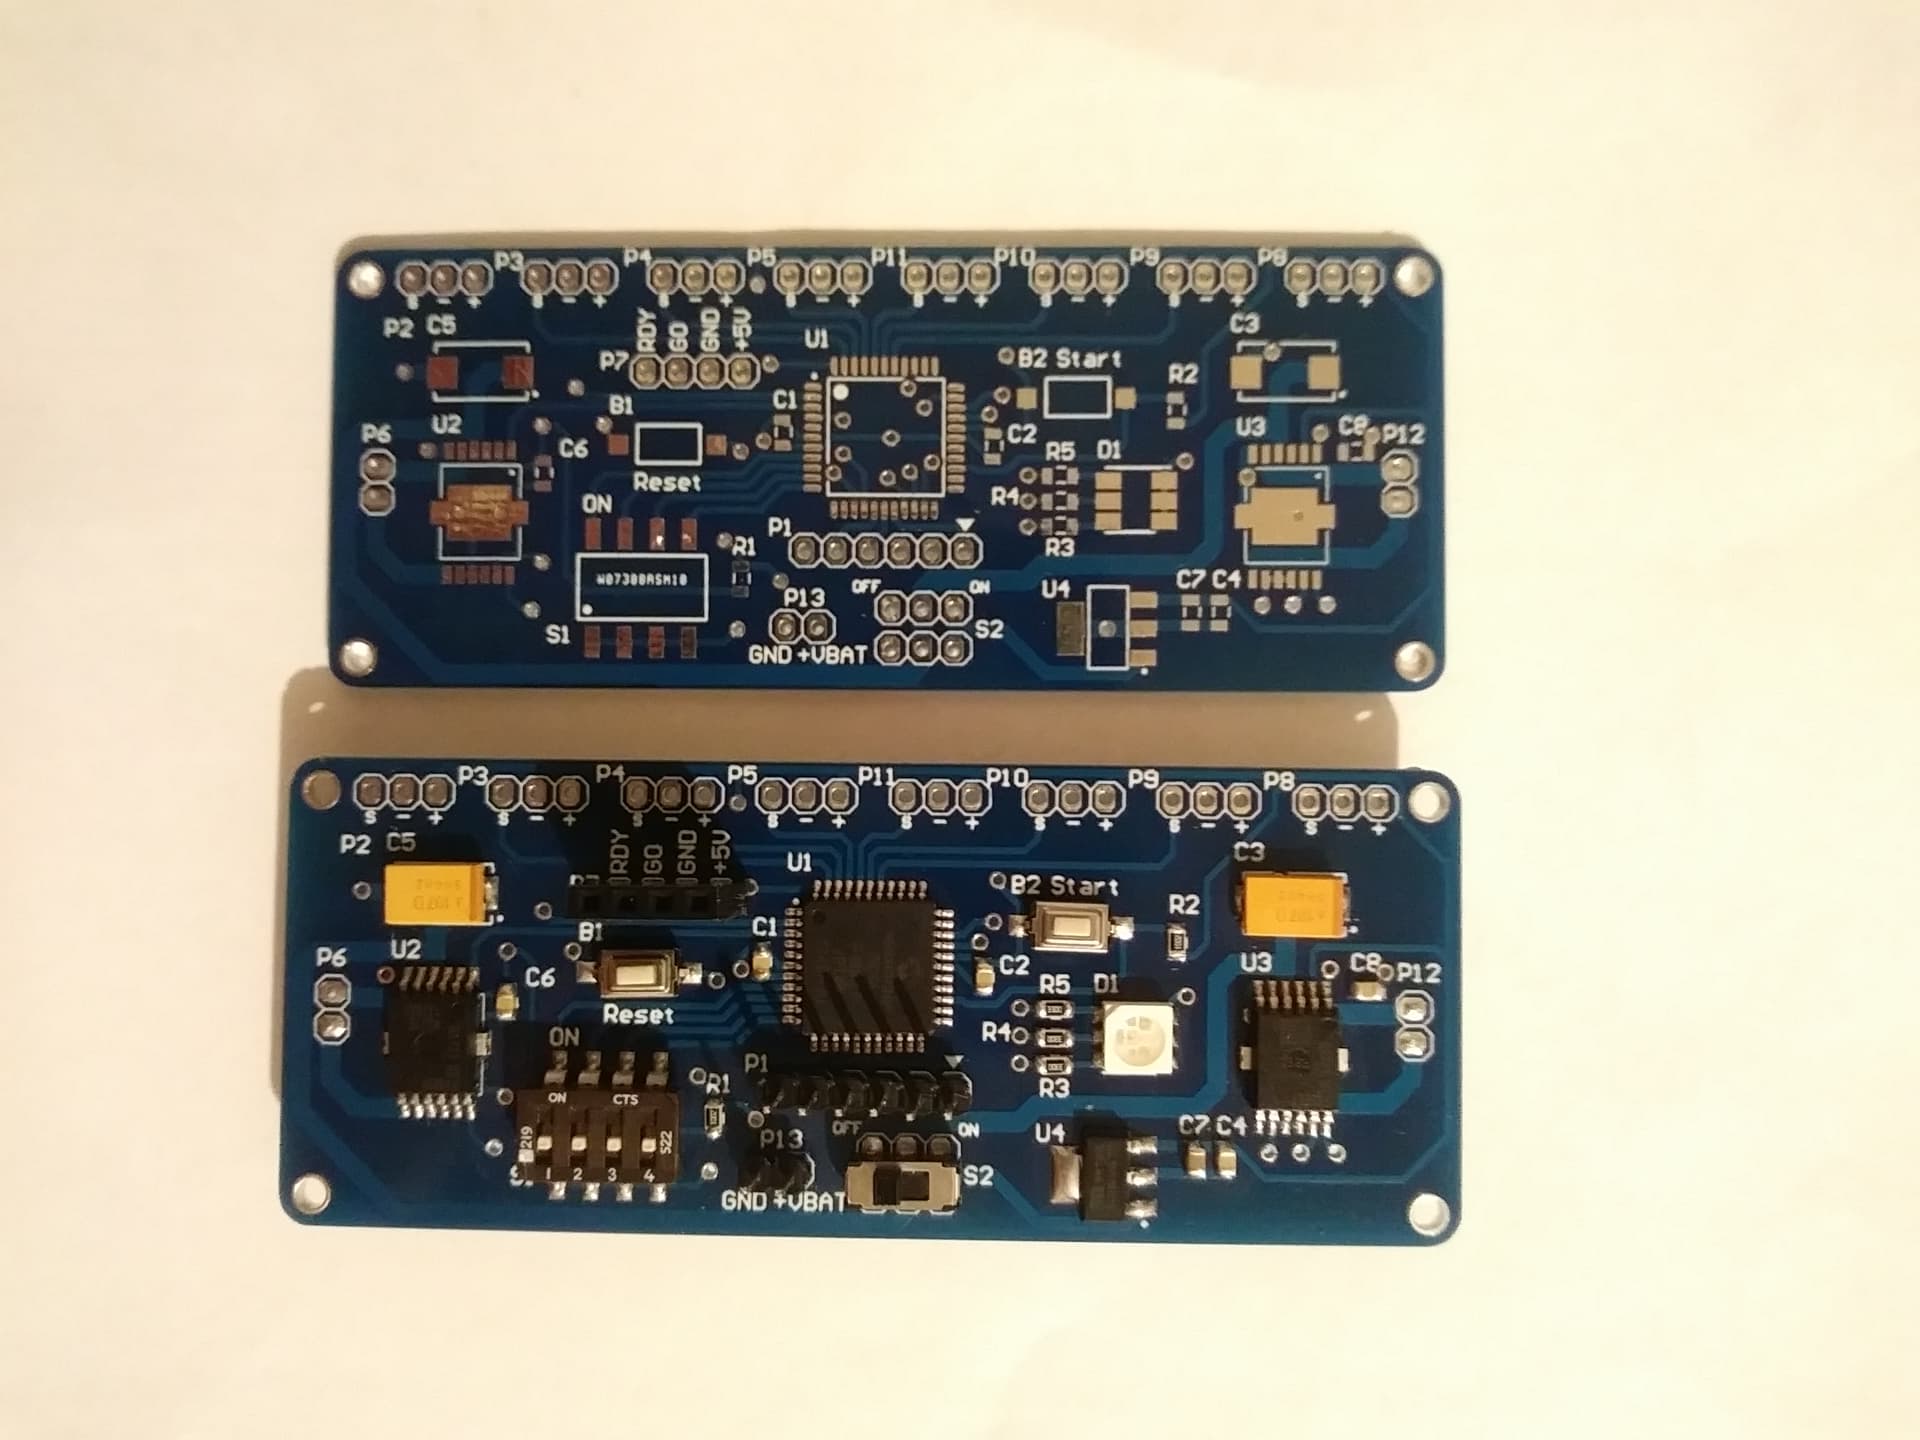 P3 P4 P5 P11 P10 P9 P8
S - + S - + S - + S - + S - + S - + S - + S - +
P2 C5 RDY GO GND +5V U1 C3
P7 B2 Start
B1 C1 R2
P6 U2 C6 C2 U3 C8 P12
R5 D1
Reset
ON R4
P1 R3
R1
W07308ASM10
OFF ON
P13 U4 C7 C4
S1 S2
GND +VBAT
P3 P4 P5 P11 P10 P9 P8
S - + S - + S - + S - + S - + S - + S - + S - +
P2 C5 RDY GO GND +5V U1 C3
B2 Start
B1 C1 R2
P6 U2 C6 C2 U3 C8 P12
R5 D1
Reset
ON R4
P1 R3
R1
ON CTS
219 1 2 3 4 S22
OFF ON
P13 U4 C7 C4
S2
GND +VBAT